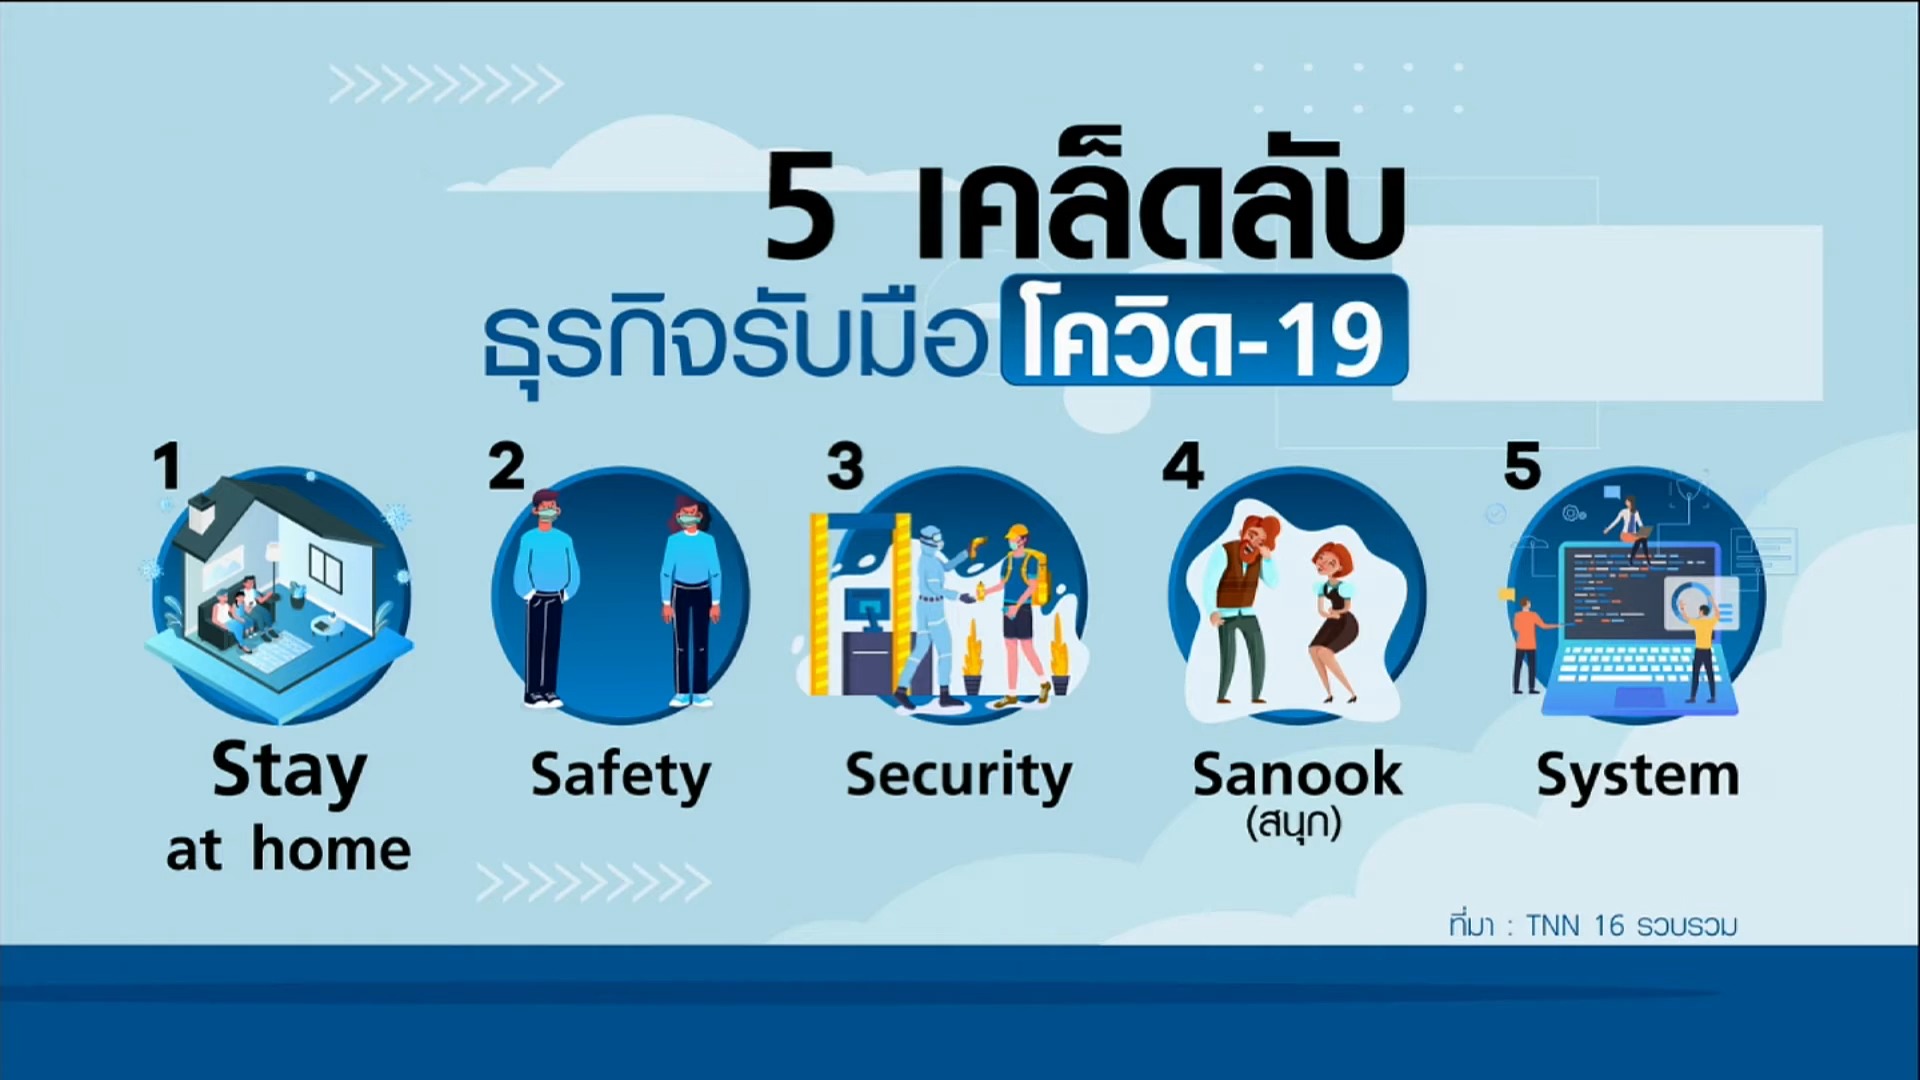 5 เคล็ดลับ
ธุรกิจรับมือ โควิด-19
1
Stay
at home
2
Safety
3
Security
4
Sanook
(สนุก)
5
System
ที่มา : TNN 16 รวบรวม